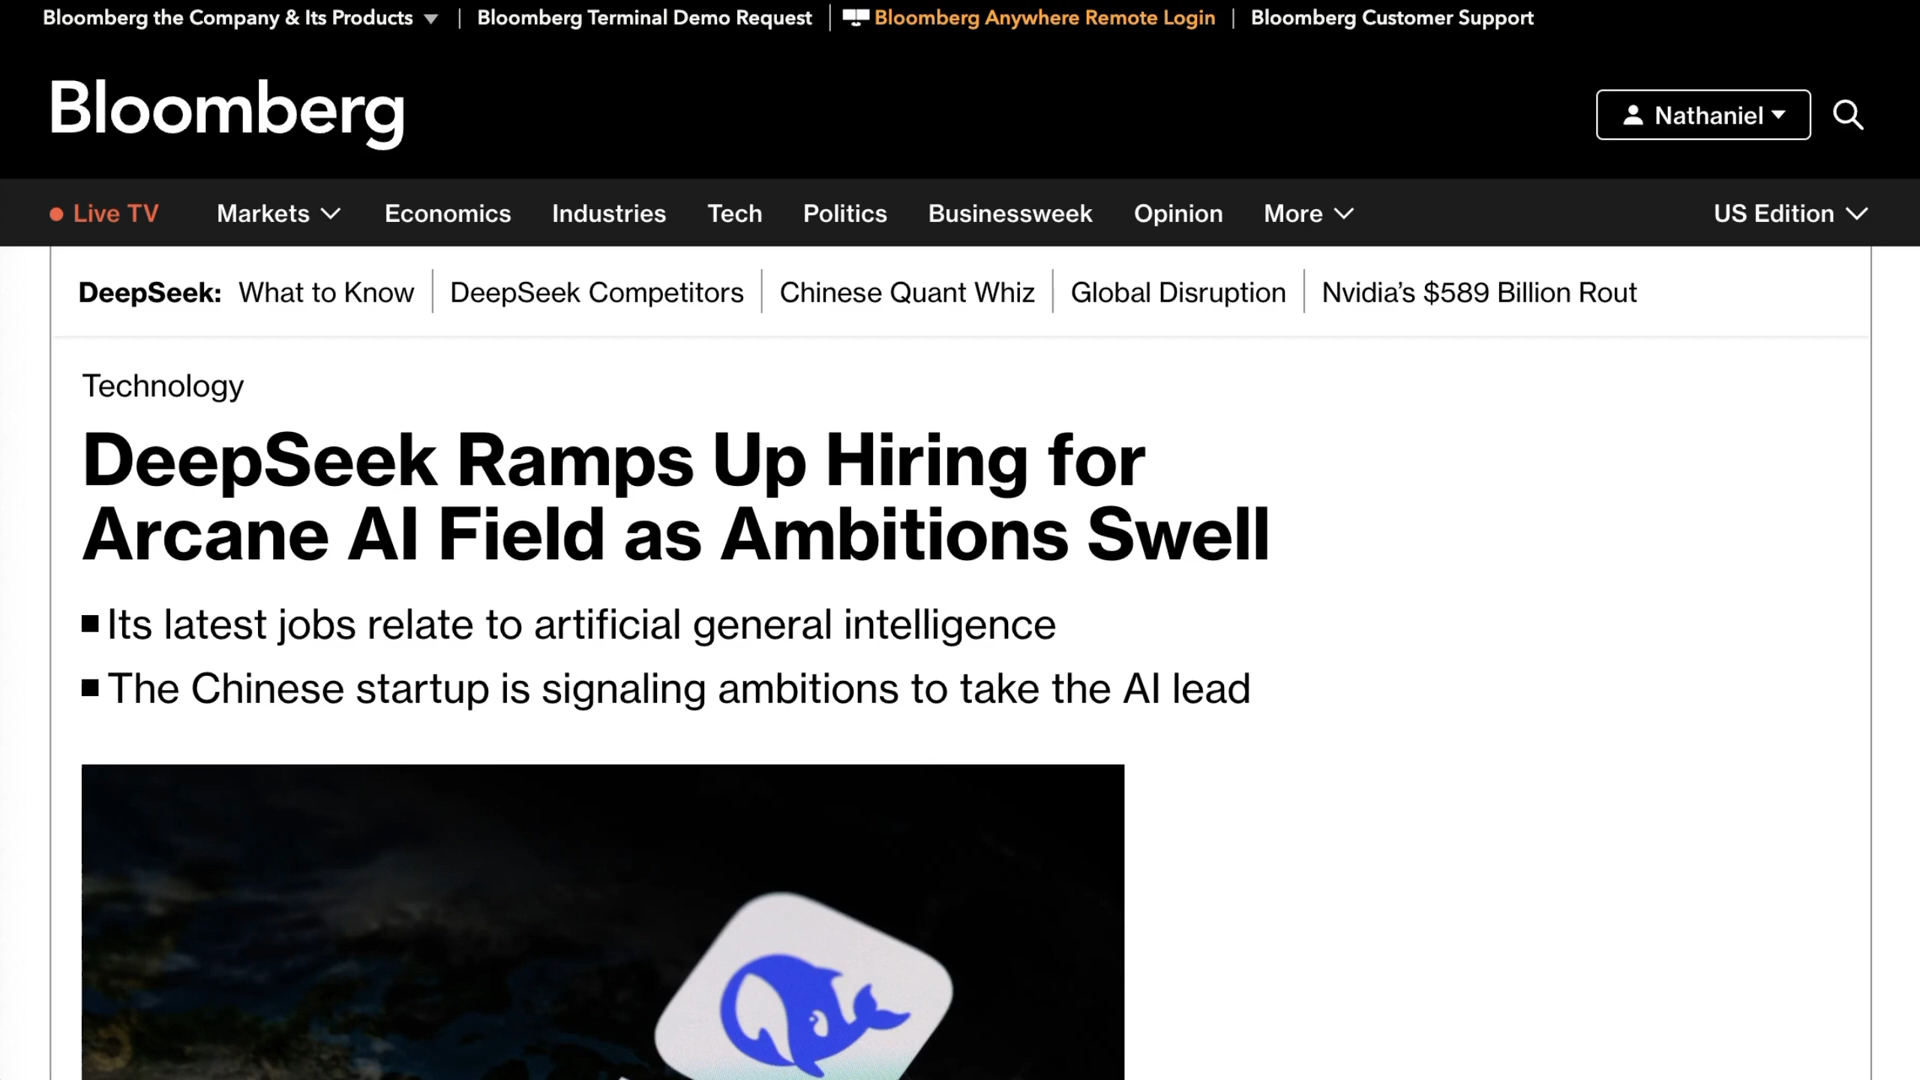 Bloomberg the Company & Its Products
Bloomberg Terminal Demo Request
Bloomberg Anywhere Remote Login
Bloomberg Customer Support
Bloomberg
Nathaniel
Live TV
Markets
Economics
Industries
Tech
Politics
Businessweek
Opinion
More
US Edition
DeepSeek:
What to Know
DeepSeek Competitors
Chinese Quant Whiz
Global Disruption
Nvidia’s $589 Billion Rout
Technology
DeepSeek Ramps Up Hiring for
Arcane AI Field as Ambitions Swell
Its latest jobs relate to artificial general intelligence
The Chinese startup is signaling ambitions to take the AI lead